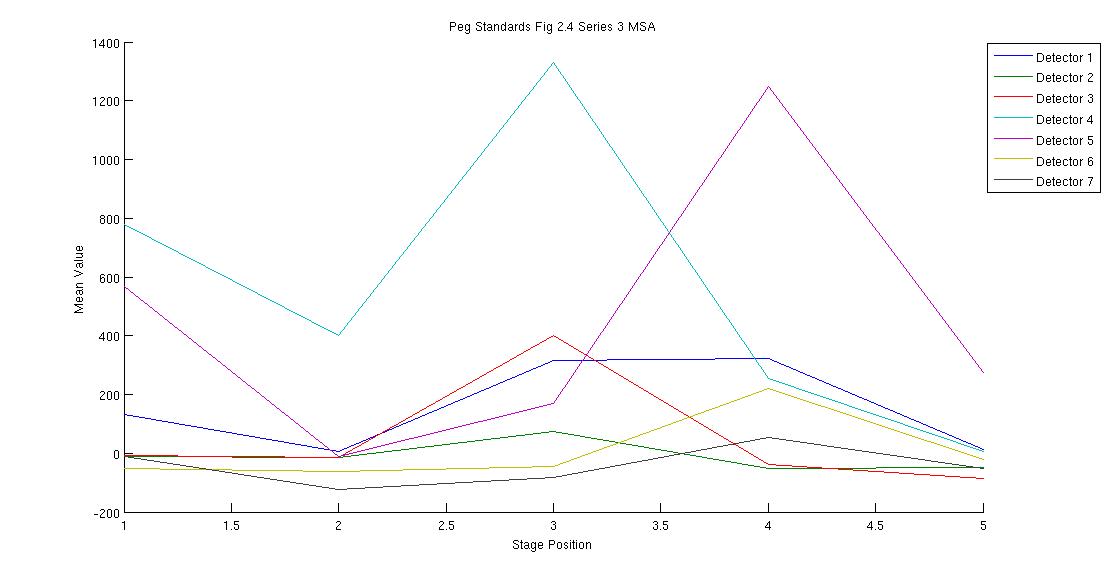 Peg Standards Fig 2.4 Series 3 MSA
1400
1200
1000
800
600
400
200
0
-200
Mean Value
1
1.5
2
2.5
3
3.5
4
4.5
5
Stage Position
Detector 1
Detector 2
Detector 3
Detector 4
Detector 5
Detector 6
Detector 7